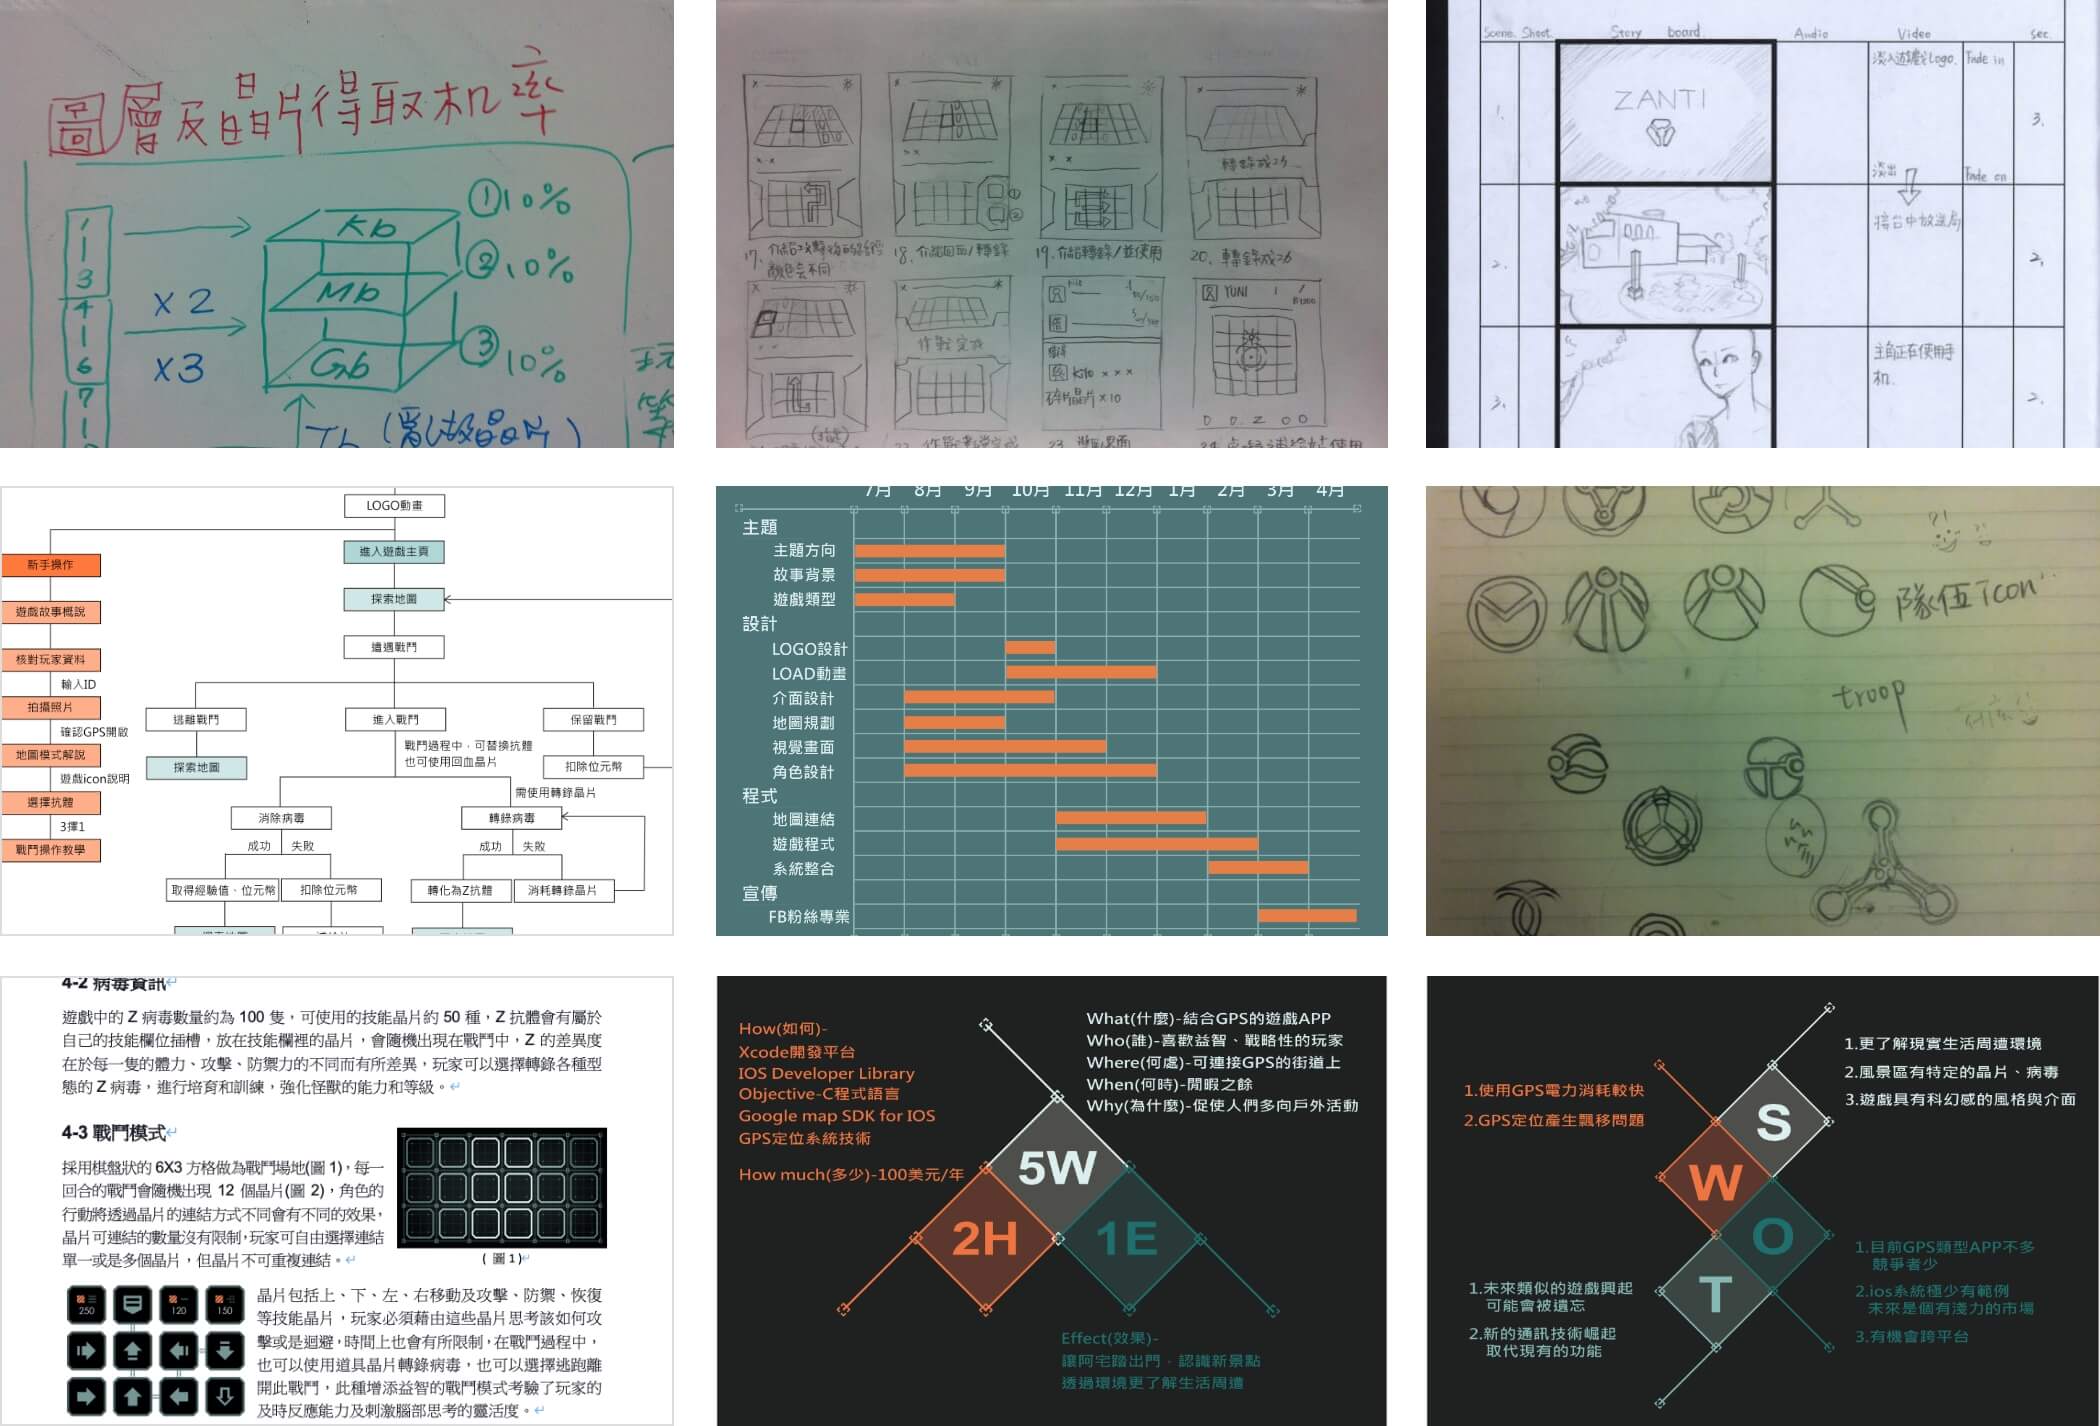 圖層及晶片得取机率
1
|
3
4
|
6
7
|
X2
X3
Kb
Mb
Gb
①10%
②10%
③10%
轉錄成26
18、介紹回血/轉錄
19、介紹轉錄/並使用
20、轉錄成26
作戰完成
YUNI
Kito x x x
碎片晶片x10
23、獎勵畫面
Scene. Shoot. Story board. Audio Video sec.
1.
ZANTI
淡入遊戲Logo.
Fade in
3.
淡出
Fade on
2.
接台中放送局
2.
3.
主角正在使用手
机.
2.
LOGO動畫
進入遊戲主頁
探索地圖
遭遇戰鬥
新手操作
遊戲故事概說
核對玩家資料
輸入ID
拍攝照片
確認GPS開啟
地圖模式解說
遊戲icon說明
選擇抗體
3擇1
戰鬥操作教學
逃離戰鬥
進入戰鬥
保留戰鬥
探索地圖
戰鬥過程中，可替換抗體
也可使用回血晶片
扣除位元幣
需使用轉錄晶片
消除病毒
轉錄病毒
成功
失敗
成功
失敗
取得經驗值、位元幣
扣除位元幣
轉化為Z抗體
消耗轉錄晶片
7月 8月 9月 10月 11月 12月 1月 2月 3月 4月
主題
主題方向
故事背景
遊戲類型
設計
LOGO設計
LOAD動畫
介面設計
地圖規劃
視覺畫面
角色設計
程式
地圖連結
遊戲程式
系統整合
宣傳
FB粉絲專業
?!
隊伍icon
troop
4-2 病毒資訊
遊戲中的 Z 病毒數量約為 100 隻，可使用的技能晶片約 50 種，Z 抗體會有屬於
自己的技能欄位插槽，放在技能欄裡的晶片，會隨機出現在戰鬥中，Z 的差異度
在於每一隻的體力、攻擊、防禦力的不同而有所差異，玩家可以選擇轉錄各種型
態的 Z 病毒，進行培育和訓練，強化怪獸的能力和等級。
4-3 戰鬥模式
採用棋盤狀的 6X3 方格做為戰鬥場地(圖 1)，每一
回合的戰鬥會隨機出現 12 個晶片(圖 2)，角色的
行動將透過晶片的連結方式不同會有不同的效果，
晶片可連結的數量沒有限制，玩家可自由選擇連結
單一或是多個晶片，但晶片不可重複連結。
( 圖 1)
250
120
150
晶片包括上、下、左、右移動及攻擊、防禦、恢復
等技能晶片，玩家必須藉由這些晶片思考該如何攻
擊或是迴避，時間上也會有所限制，在戰鬥過程中，
也可以使用道具晶片轉錄病毒，也可以選擇逃跑離
開此戰鬥，此種增添益智的戰鬥模式考驗了玩家的
及時反應能力及刺激腦部思考的靈活度。
How(如何)-
Xcode開發平台
IOS Developer Library
Objective-C程式語言
Google map SDK for IOS
GPS定位系統技術
How much(多少)-100美元/年
What(什麼)-結合GPS的遊戲APP
Who(誰)-喜歡益智、戰略性的玩家
Where(何處)-可連接GPS的街道上
When(何時)-閒暇之餘
Why(為什麼)-促使人們多向戶外活動
5W
2H
1E
Effect(效果)-
讓阿宅踏出門，認識新景點
透過環境更了解生活周遭
1.使用GPS電力消耗較快
2.GPS定位產生飄移問題
1.更了解現實生活周遭環境
2.風景區有特定的晶片、病毒
3.遊戲具有科幻感的風格與介面
S
W
O
T
1.未來類似的遊戲興起
可能會被遺忘
2.新的通訊技術崛起
取代現有的功能
1.目前GPS類型APP不多
競爭者少
2.ios系統極少有範例
未來是個有淺力的市場
3.有機會跨平台